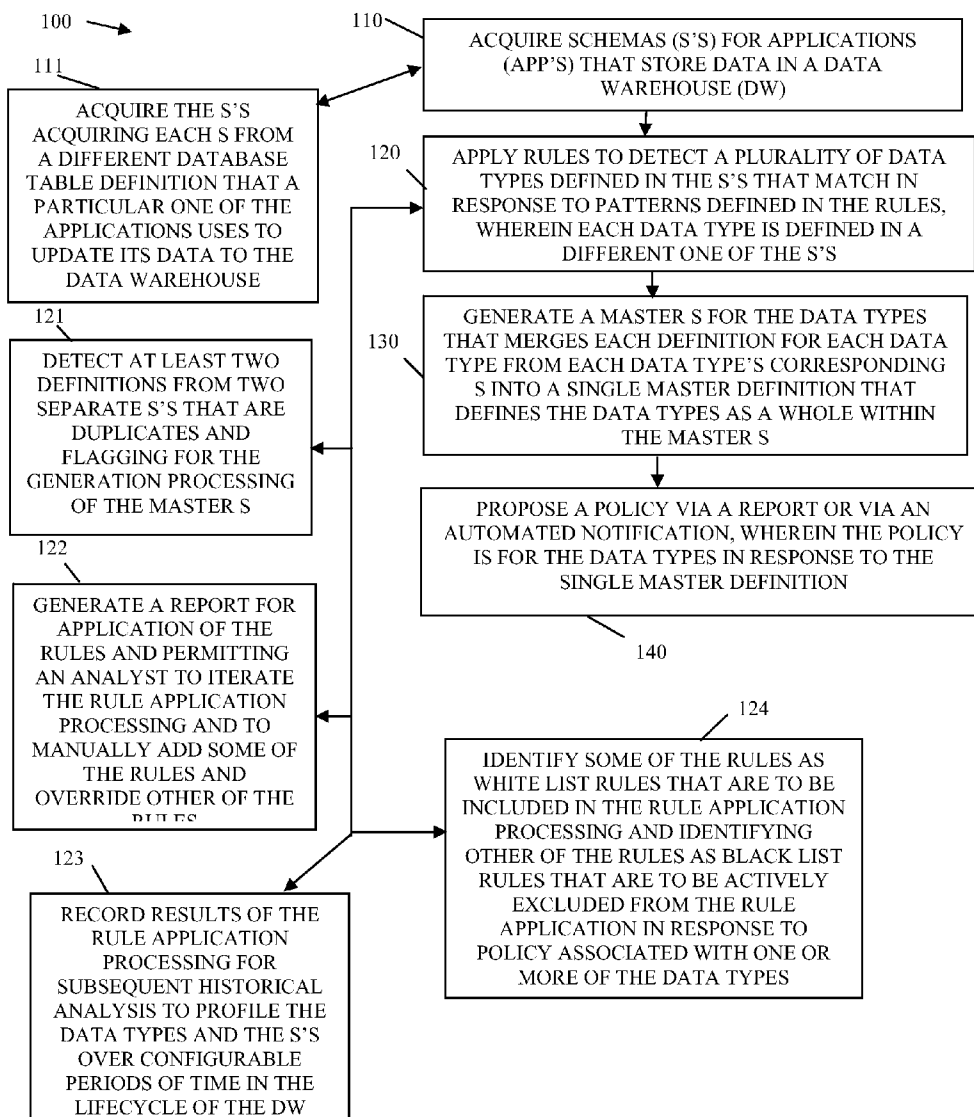 100
110
ACQUIRE SCHEMAS (S'S) FOR APPLICATIONS
(APP'S) THAT STORE DATA IN A DATA
WAREHOUSE (DW)
111
ACQUIRE THE S'S
ACQUIRING EACH S FROM
A DIFFERENT DATABASE
TABLE DEFINITION THAT A
PARTICULAR ONE OF THE
APPLICATIONS USES TO
UPDATE ITS DATA TO THE
DATA WAREHOUSE
120
APPLY RULES TO DETECT A PLURALITY OF DATA
TYPES DEFINED IN THE S'S THAT MATCH IN
RESPONSE TO PATTERNS DEFINED IN THE RULES,
WHEREIN EACH DATA TYPE IS DEFINED IN A
DIFFERENT ONE OF THE S'S
121
DETECT AT LEAST TWO
DEFINITIONS FROM TWO
SEPARATE S'S THAT ARE
DUPLICATES AND
FLAGGING FOR THE
GENERATION PROCESSING
OF THE MASTER S
130
GENERATE A MASTER S FOR THE DATA TYPES
THAT MERGES EACH DEFINITION FOR EACH DATA
TYPE FROM EACH DATA TYPE'S CORRESPONDING
S INTO A SINGLE MASTER DEFINITION THAT
DEFINES THE DATA TYPES AS A WHOLE WITHIN
THE MASTER S
PROPOSE A POLICY VIA A REPORT OR VIA AN
AUTOMATED NOTIFICATION, WHEREIN THE POLICY
IS FOR THE DATA TYPES IN RESPONSE TO THE
SINGLE MASTER DEFINITION
140
122
GENERATE A REPORT FOR
APPLICATION OF THE
RULES AND PERMITTING
AN ANALYST TO ITERATE
THE RULE APPLICATION
PROCESSING AND TO
MANUALLY ADD SOME OF
THE RULES AND
OVERRIDE OTHER OF THE
RULES
124
IDENTIFY SOME OF THE RULES AS
WHITE LIST RULES THAT ARE TO BE
INCLUDED IN THE RULE APPLICATION
PROCESSING AND IDENTIFYING
OTHER OF THE RULES AS BLACK LIST
RULES THAT ARE TO BE ACTIVELY
EXCLUDED FROM THE RULE
APPLICATION IN RESPONSE TO
POLICY ASSOCIATED WITH ONE OR
MORE OF THE DATA TYPES
123
RECORD RESULTS OF THE
RULE APPLICATION
PROCESSING FOR
SUBSEQUENT HISTORICAL
ANALYSIS TO PROFILE THE
DATA TYPES AND THE S'S
OVER CONFIGURABLE
PERIODS OF TIME IN THE
LIFECYCLE OF THE DW